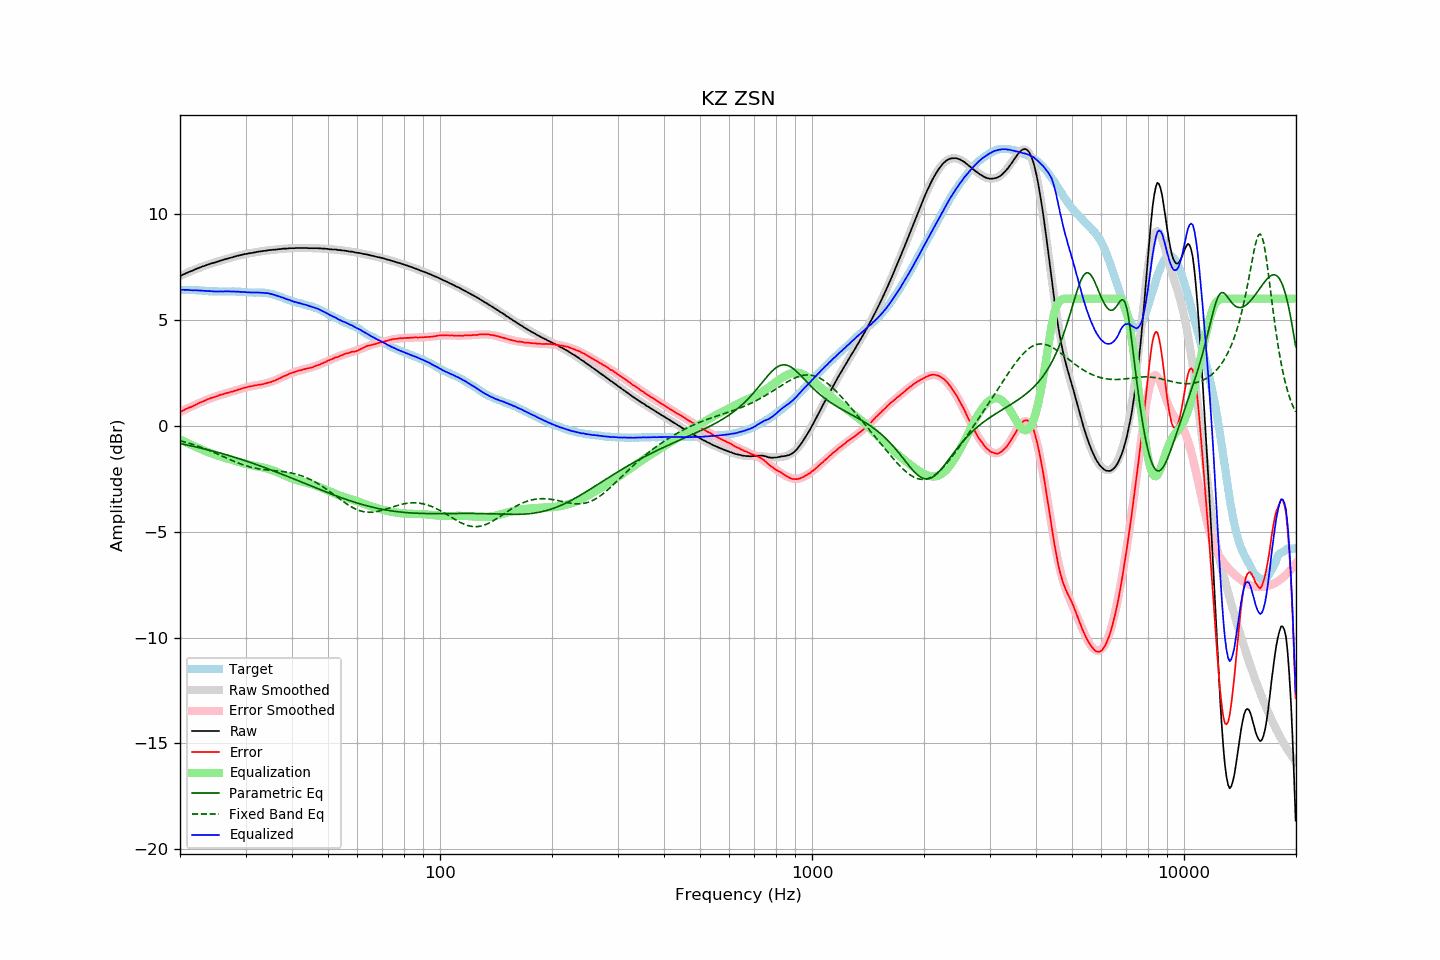 KZ ZSN
10
5
0
−5
−10
−15
−20
Amplitude (dBr)
Target
Raw Smoothed
Error Smoothed
Raw
Error
Equalization
Parametric Eq
Fixed Band Eq
Equalized
100 1000 10000
Frequency (Hz)